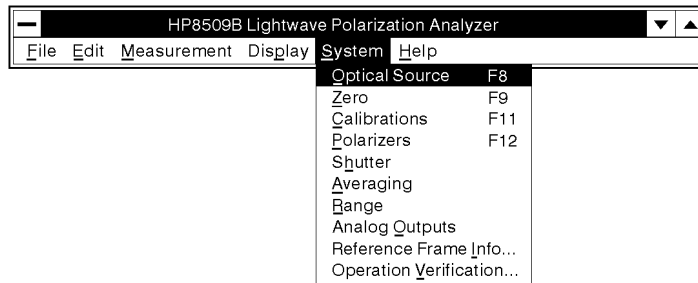 HP8509B Lightwave Polarization Analyzer
File Edit Measurement Display System Help
Optical Source F8
Zero F9
Calibrations F11
Polarizers F12
Shutter
Averaging
Range
Analog Outputs
Reference Frame Info...
Operation Verification...